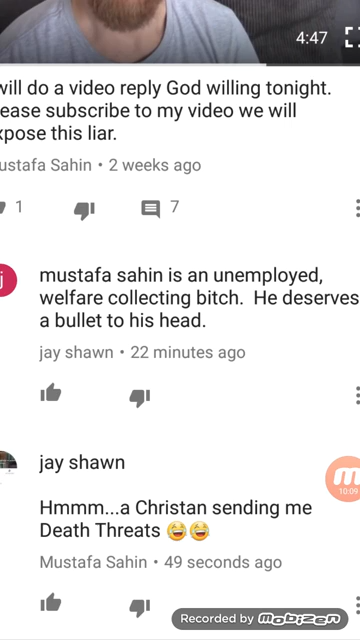 4:47
will do a video reply God willing tonight.
ease subscribe to my video we will
xpose this liar.
ustafa Sahin • 2 weeks ago
1
7
j
mustafa sahin is an unemployed,
welfare collecting bitch. He deserves
a bullet to his head.
jay shawn • 22 minutes ago
jay shawn
Hmmm...a Christan sending me
Death Threats 😂😂
Mustafa Sahin • 49 seconds ago
10:09
Recorded by mobizen